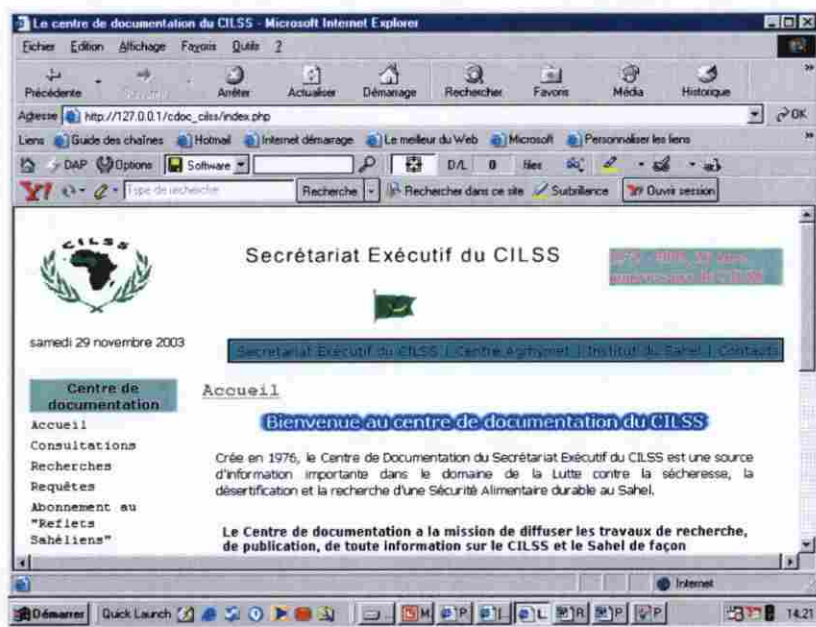 Le centre de documentation du CILSS - Microsoft Internet Explorer
Fichier Edition Affichage Favoris Outils ?
Précédente Arrêter Actualiser Démarrage Rechercher Favoris Média Historique
Adresse http://127.0.0.1/cdoc_cilss/index.php OK
Liens Guide des chaînes Hotmail Internet démarrage Le meilleur du Web Microsoft Personnaliser les liens
DAP Options Software D/L 0 files
Y! Type de recherche Recherche Rechercher dans ce site Subrillance Ouvrir session
CILSS
Secrétariat Exécutif du CILSS
samedi 29 novembre 2003
Secrétariat Exécutif du CILSS | Centre Agrhymet | Institut du Sahel | Contacts
Centre de
documentation
Accueil
Consultations
Recherches
Requêtes
Abonnement au
"Reflets
Sahéliens"
Accueil
Bienvenue au centre de documentation du CILSS
Crée en 1976, le Centre de Documentation du Secrétariat Exécutif du CILSS est une source
d'information importante dans le domaine de la Lutte contre la sécheresse, la
désertification et la recherche d'une Sécurité Alimentaire durable au Sahel.
Le Centre de documentation a la mission de diffuser les travaux de recherche,
de publication, de toute information sur le CILSS et le Sahel de façon
Internet
Démarrer Quick Launch M P L R P P 14:21